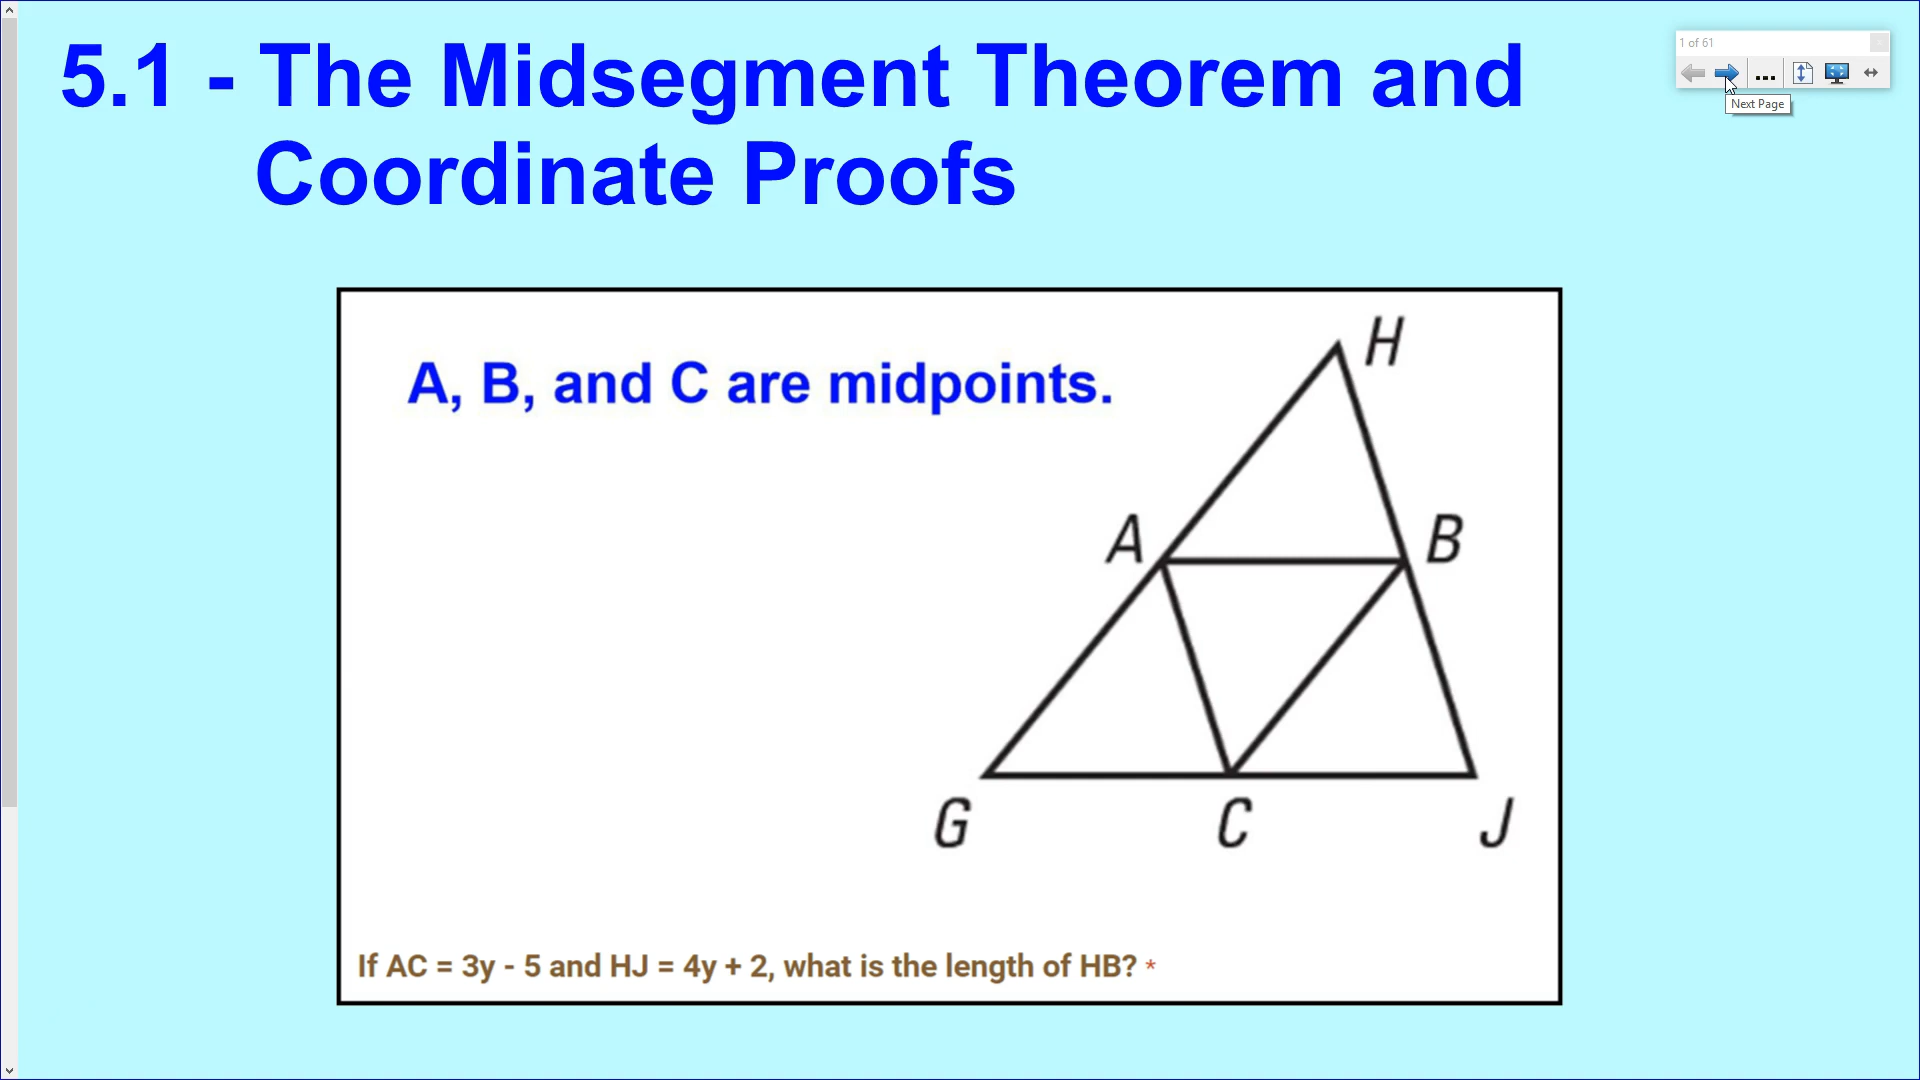 5.1 - The Midsegment Theorem and
Coordinate Proofs
1 of 61
...
Next Page
A, B, and C are midpoints.
H
A
B
G
C
J
If AC = 3y - 5 and HJ = 4y + 2, what is the length of HB? *